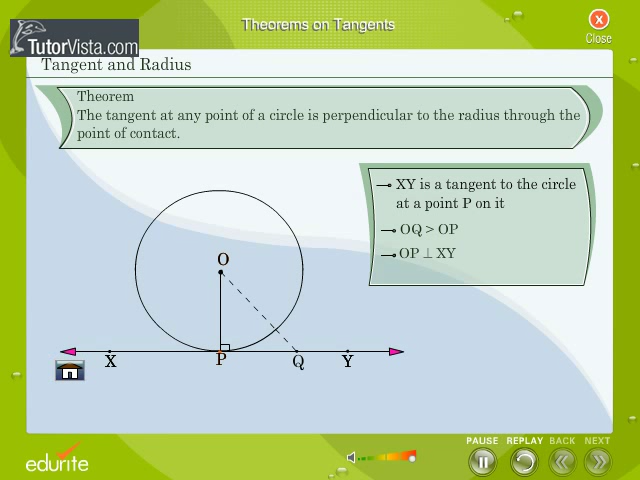 Theorems on Tangents
X
Close
TutorVista.com
Tangent and Radius
Theorem
The tangent at any point of a circle is perpendicular to the radius through the
point of contact.
XY is a tangent to the circle
at a point P on it
OQ > OP
OP ⊥ XY
O
X
P
Q
Y
PAUSE REPLAY BACK NEXT
edurite